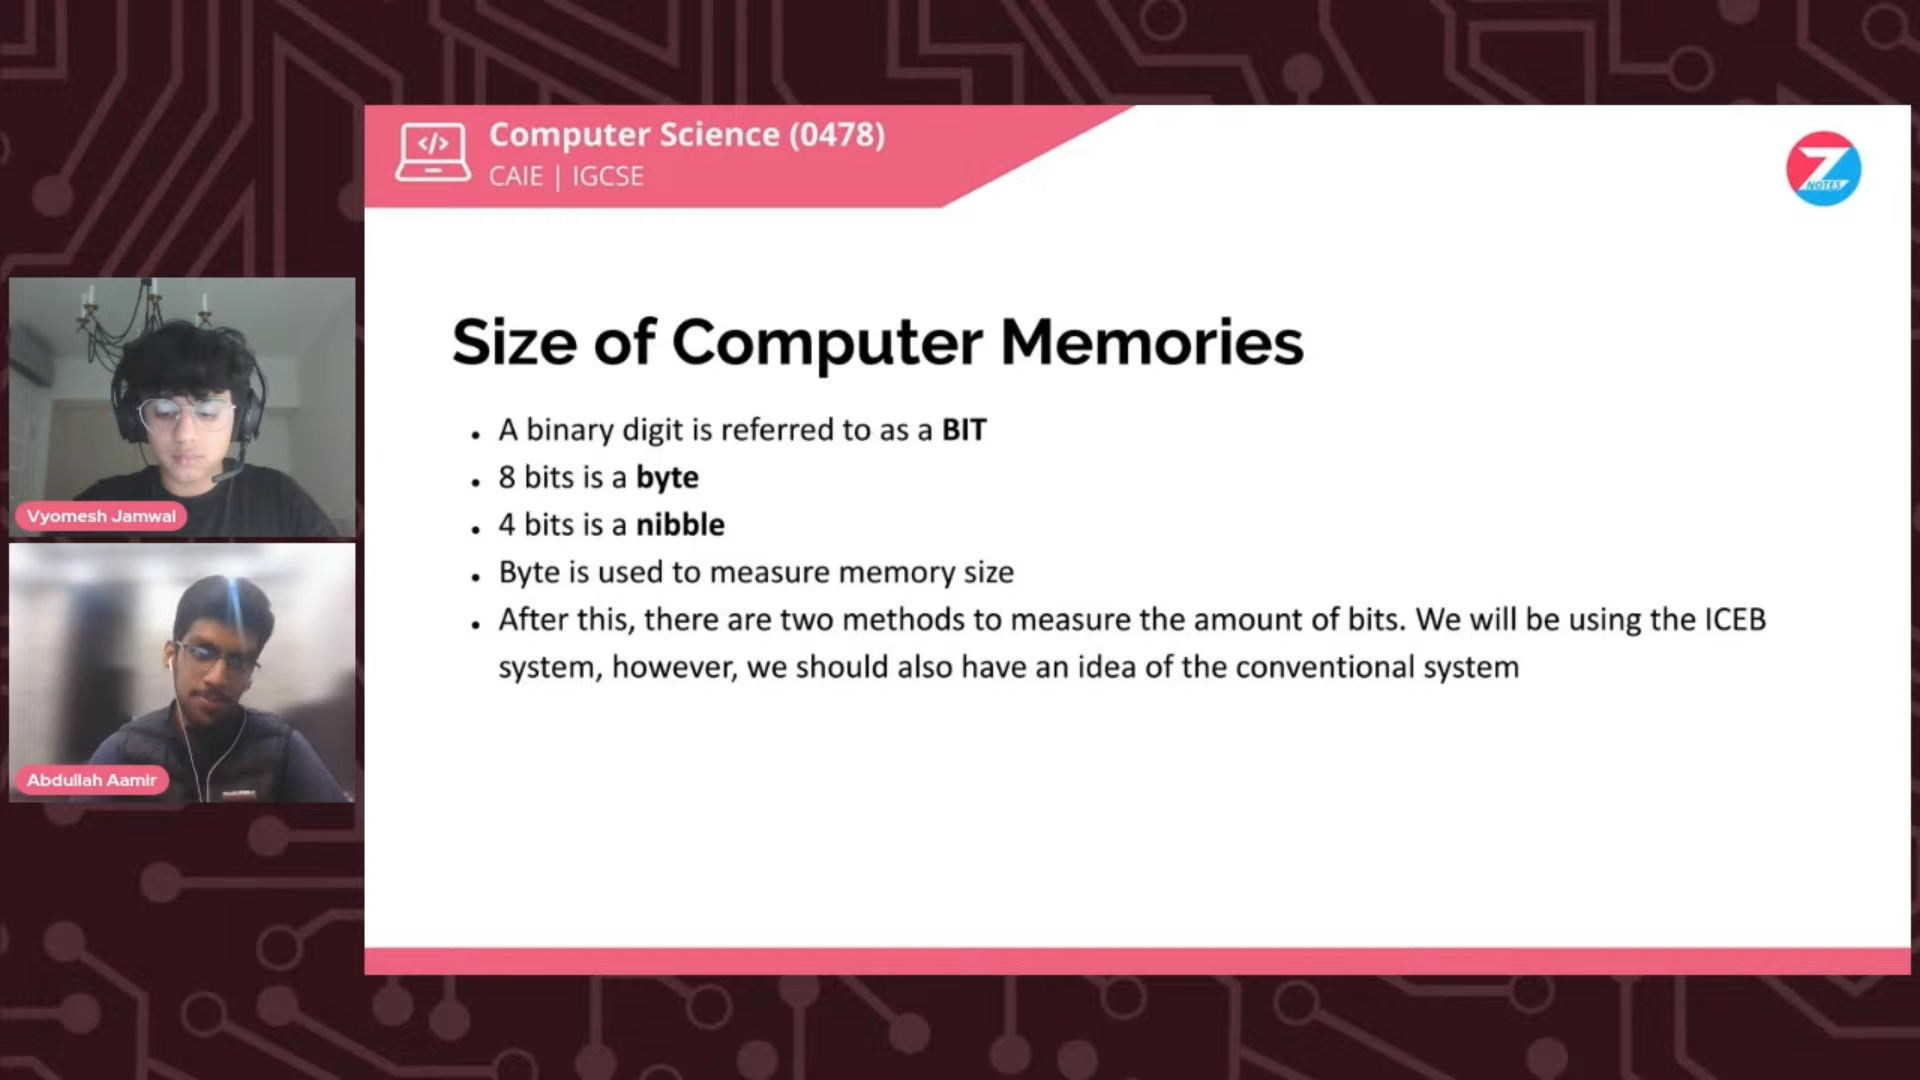 Computer Science (0478)
CAIE | IGCSE
</>
Z
NOTES
Size of Computer Memories
• A binary digit is referred to as a BIT
• 8 bits is a byte
• 4 bits is a nibble
• Byte is used to measure memory size
• After this, there are two methods to measure the amount of bits. We will be using the ICEB
system, however, we should also have an idea of the conventional system
Vyomesh Jamwal
Abdullah Aamir